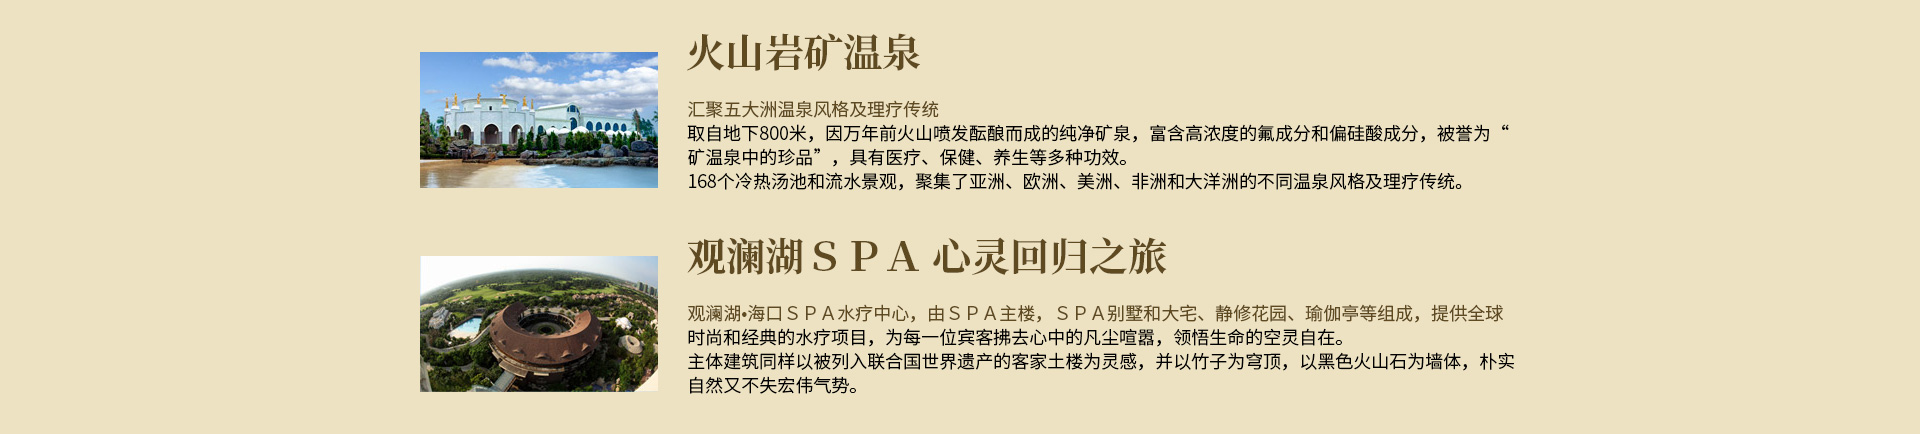 火山岩矿温泉
汇聚五大洲温泉风格及理疗传统
取自地下800米，因万年前火山喷发酝酿而成的纯净矿泉，富含高浓度的氟成分和偏硅酸成分，被誉为“
矿温泉中的珍品”，具有医疗、保健、养生等多种功效。
168个冷热汤池和流水景观，聚集了亚洲、欧洲、美洲、非洲和大洋洲的不同温泉风格及理疗传统。
观澜湖ＳＰＡ 心灵回归之旅
观澜湖•海口ＳＰＡ水疗中心，由ＳＰＡ主楼，ＳＰＡ别墅和大宅、静修花园、瑜伽亭等组成，提供全球
时尚和经典的水疗项目，为每一位宾客拂去心中的凡尘喧嚣，领悟生命的空灵自在。
主体建筑同样以被列入联合国世界遗产的客家土楼为灵感，并以竹子为穹顶，以黑色火山石为墙体，朴实
自然又不失宏伟气势。